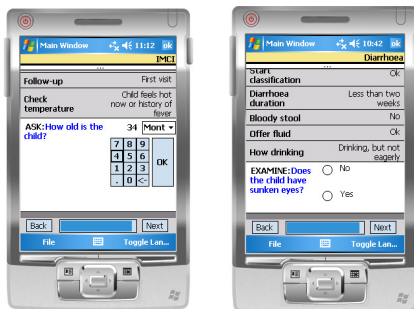 Main Window 11:12 ok
IMCI
...
Follow-up First visit
Check temperature Child feels hot now or history of fever
ASK:How old is the child? 34 Mont
7 8 9
4 5 6 OK
1 2 3
. 0 <-
Back Next
File Toggle Lan...
Main Window 10:42 ok
Diarrhoea
...
Start classification Ok
Diarrhoea duration Less than two weeks
Bloody stool No
Offer fluid Ok
How drinking Drinking, but not eagerly
EXAMINE:Does the child have sunken eyes? No
Yes
Back Next
File Toggle Lan...